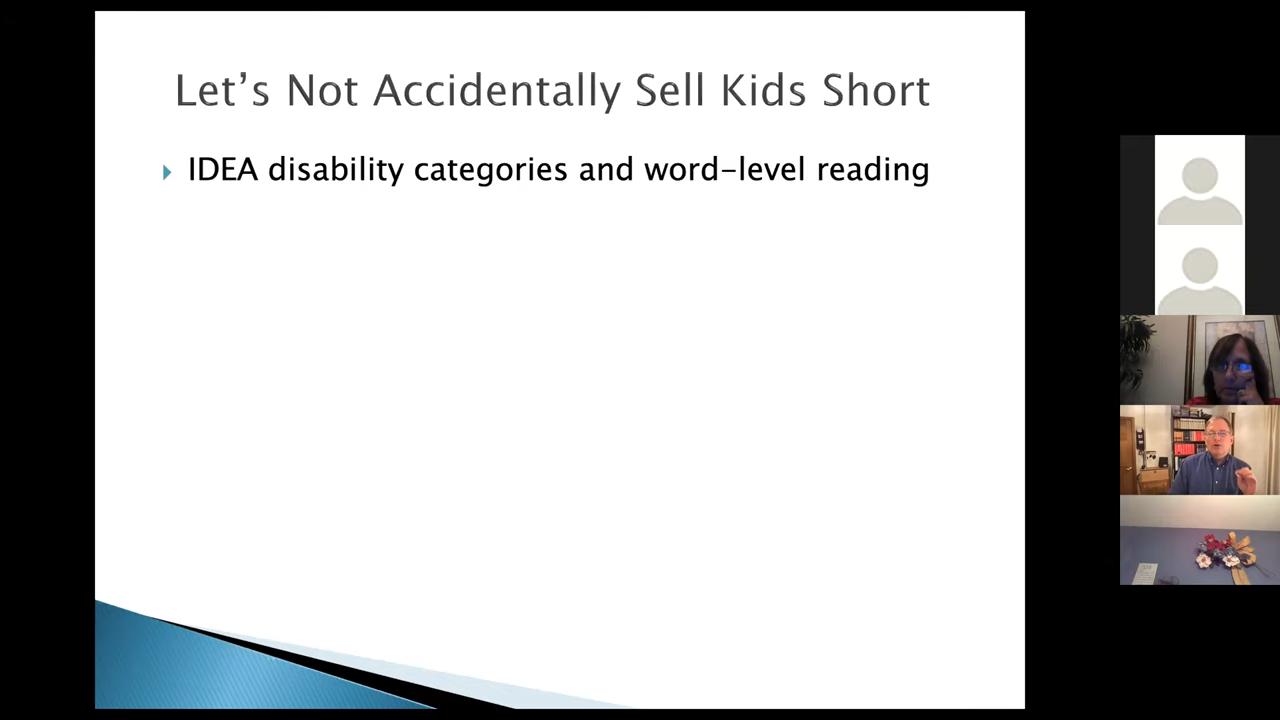 Let’s Not Accidentally Sell Kids Short
IDEA disability categories and word-level reading